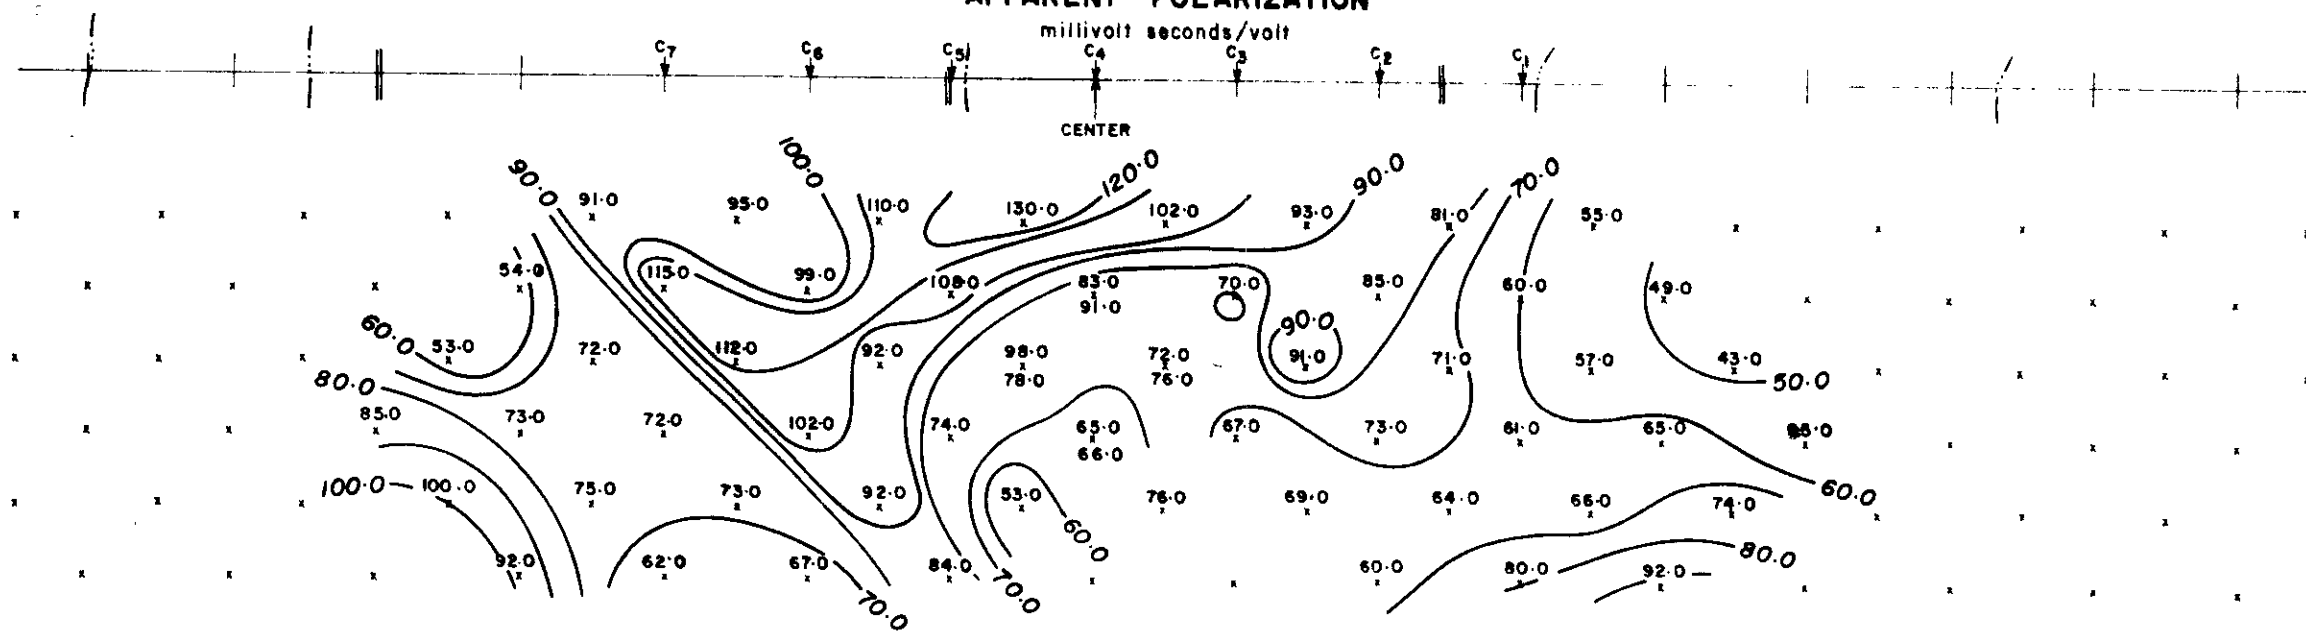 APPARENT POLARIZATION
millivolt seconds/volt
C7 C6 C5 C4 C3 C2 C1
CENTER
90.0 100.0 120.0 90.0 70.0
91.0 95.0 110.0 130.0 102.0 93.0 81.0 55.0
54.0 115.0 99.0 108.0 83.0 70.0 85.0 60.0 49.0
91.0
60.0 90.0
53.0 72.0 112.0 92.0 98.0 72.0 91.0 71.0 57.0 43.0
80.0 78.0 76.0 50.0
85.0 73.0 72.0 102.0 74.0 65.0 67.0 73.0 61.0 65.0
66.0
100.0 100.0 75.0 73.0 92.0 53.0 76.0 69.0 64.0 66.0 74.0 60.0
60.0 80.0
92.0 62.0 67.0 84.0 60.0 80.0 92.0
70.0 70.0